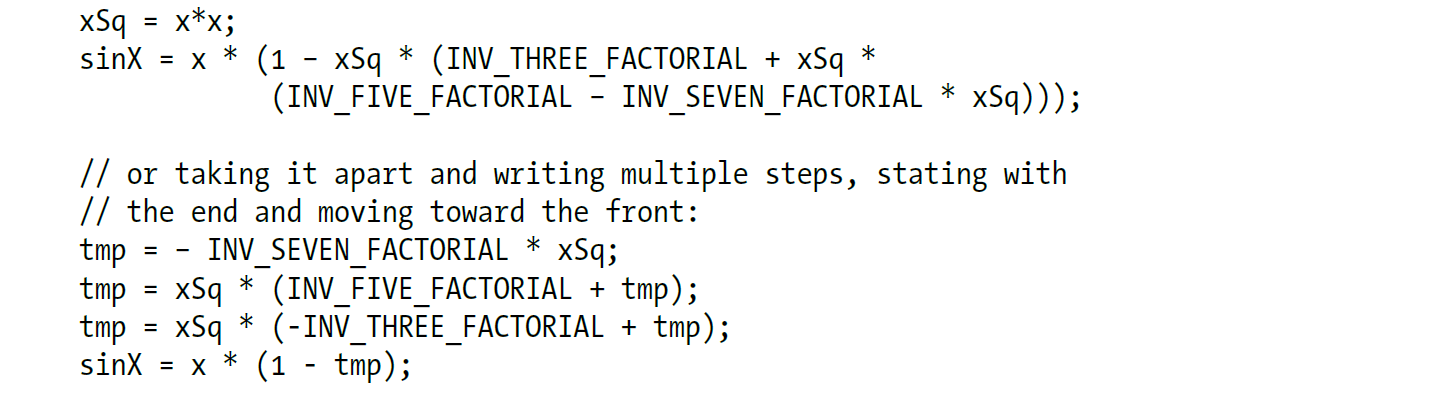 xSq = x*x;
sinX = x * (1 – xSq * (INV_THREE_FACTORIAL + xSq *
(INV_FIVE_FACTORIAL – INV_SEVEN_FACTORIAL * xSq)));
// or taking it apart and writing multiple steps, stating with
// the end and moving toward the front:
tmp = – INV_SEVEN_FACTORIAL * xSq;
tmp = xSq * (INV_FIVE_FACTORIAL + tmp);
tmp = xSq * (-INV_THREE_FACTORIAL + tmp);
sinX = x * (1 - tmp);